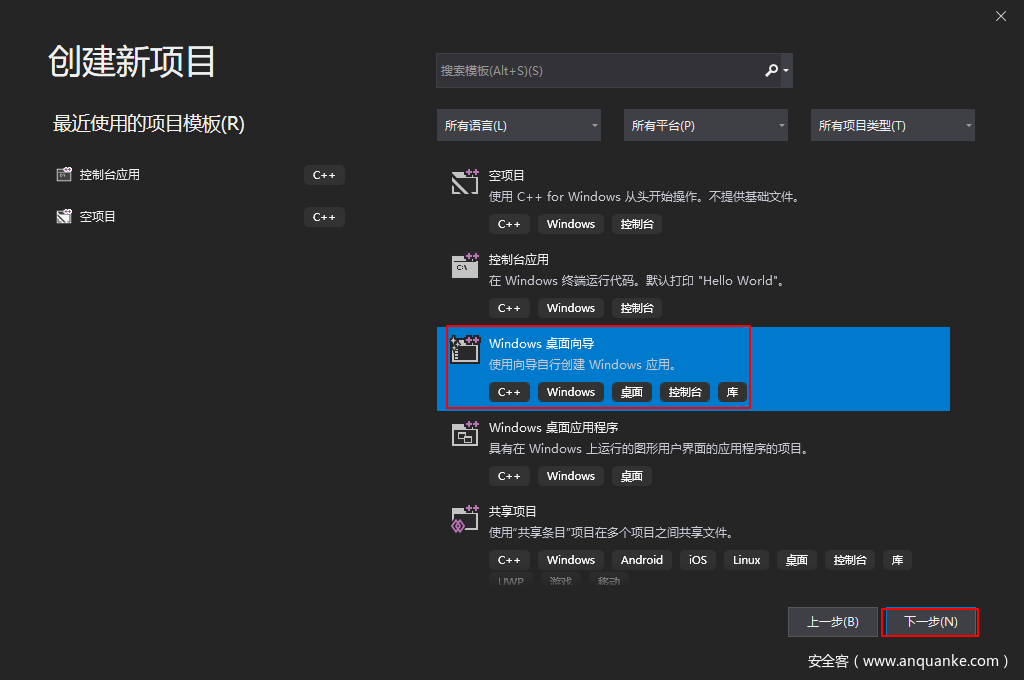 创建新项目
最近使用的项目模板(R)
控制台应用 C++
空项目 C++
搜索模板(Alt+S)(S)
所有语言(L) 所有平台(P) 所有项目类型(T)
空项目
使用 C++ for Windows 从头开始操作。不提供基础文件。
C++ Windows 控制台
C:\
控制台应用
在 Windows 终端运行代码。默认打印 "Hello World"。
C++ Windows 控制台
Windows 桌面向导
使用向导自行创建 Windows 应用。
C++ Windows 桌面 控制台 库
Windows 桌面应用程序
具有在 Windows 上运行的图形用户界面的应用程序的项目。
C++ Windows 桌面
共享项目
使用"共享条目"项目在多个项目之间共享文件。
C++ Windows Android iOS Linux 桌面 控制台 库
UWP 游戏 移动
上一步(B) 下一步(N)
安全客 ( www.anquanke.com )